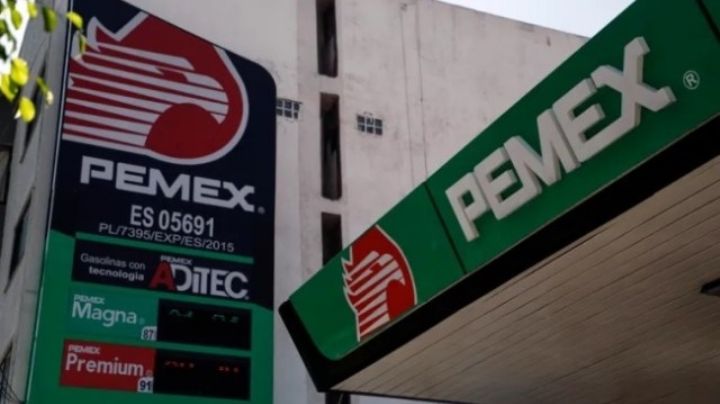 PEMEX
ES 05691
PL/7395/EXP/ES/2015
Gasolinas con
tecnología
PEMEX
ADiTEC
PEMEX
Magna
87
PEMEX
Premium
91
PEMEX®